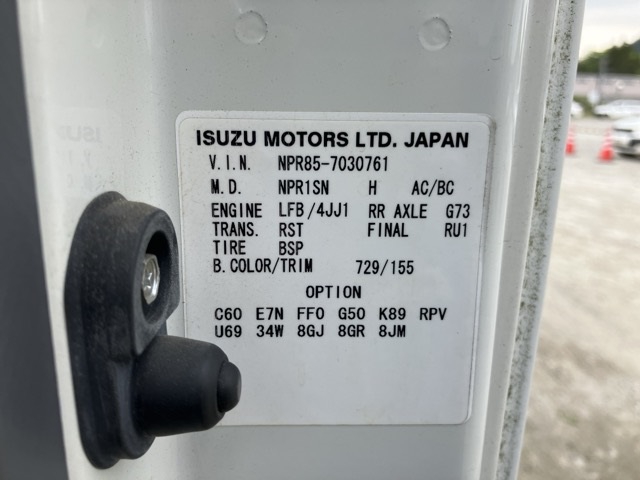 ISUZU MOTORS LTD. JAPAN
V.I.N. NPR85-7030761
M.D. NPR1SN H AC/BC
ENGINE LFB/4JJ1 RR AXLE G73
TRANS. RST FINAL RU1
TIRE BSP
B.COLOR/TRIM 729/155
OPTION
C60 E7N FF0 G50 K89 RPV
U69 34W 8GJ 8GR 8JM